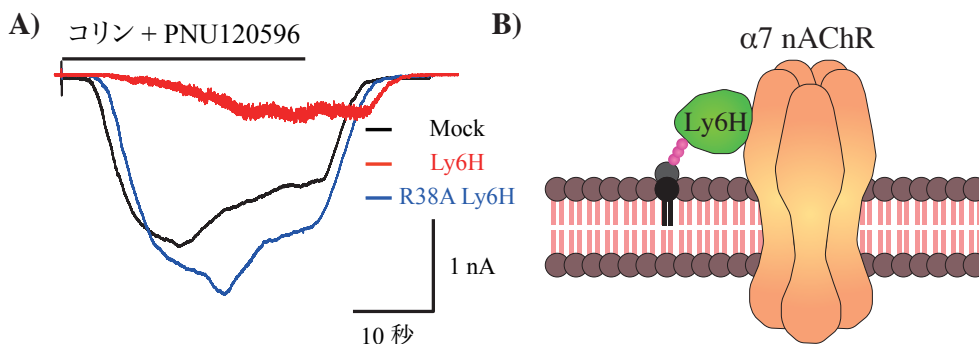 A)
コリン + PNU120596
Mock
Ly6H
R38A Ly6H
1 nA
10 秒
B)
α7 nAChR
Ly6H